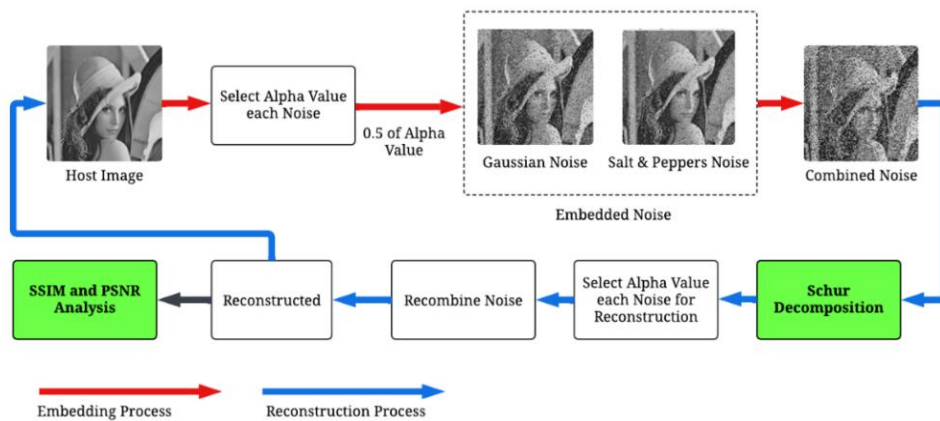 Host Image
Select Alpha Value
each Noise
0.5 of Alpha
Value
Gaussian Noise
Salt & Peppers Noise
Embedded Noise
Combined Noise
SSIM and PSNR
Analysis
Reconstructed
Recombine Noise
Select Alpha Value
each Noise for
Reconstruction
Schur
Decomposition
Embedding Process
Reconstruction Process